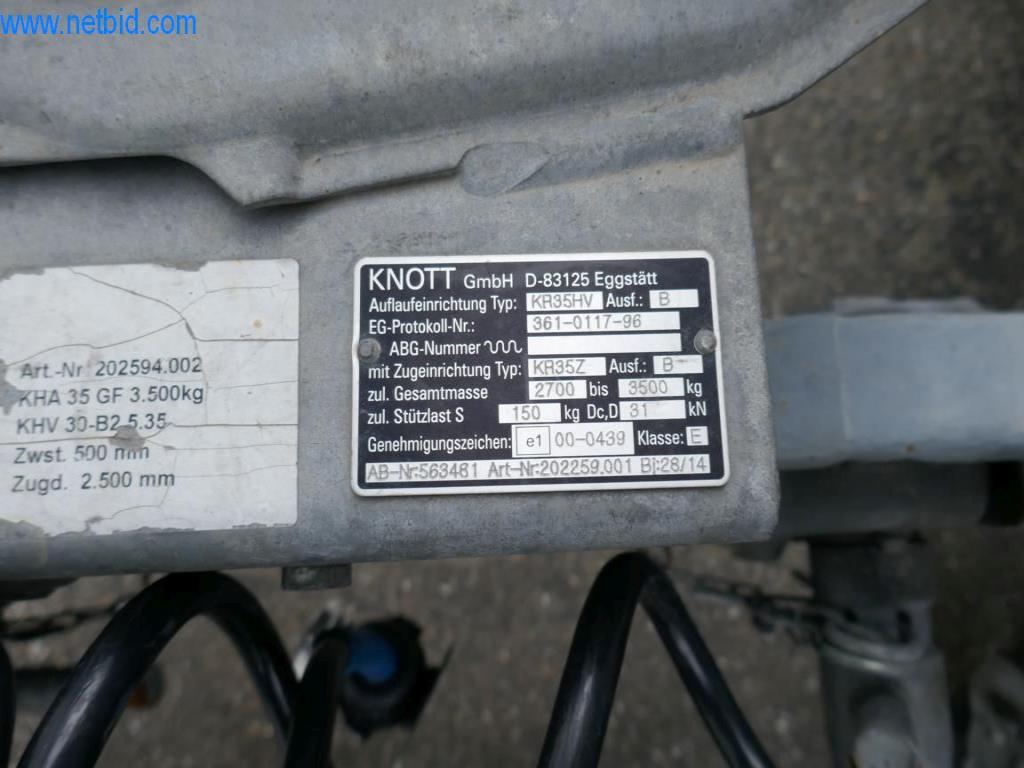 www.netbid.com
KNOTT GmbH D-83125 Eggstätt
Auflaufeinrichtung Typ: KR35HV Ausf.: B
EG-Protokoll-Nr.: 361-0117-96
ABG-Nummer
mit Zugeinrichtung Typ: KR35Z Ausf.: B
zul. Gesamtmasse 2700 bis 3500 kg
zul. Stützlast S 150 kg Dc,D 31 kN
Genehmigungszeichen: e1 00-0439 Klasse: E
AB-Nr:563481 Art-Nr:202259.001 Bj:28/14
Art.-Nr 202594.002
KHA 35 GF 3.500kg
KHV 30-B2 5.35
Zwst. 500 mm
Zugd. 2.500 mm